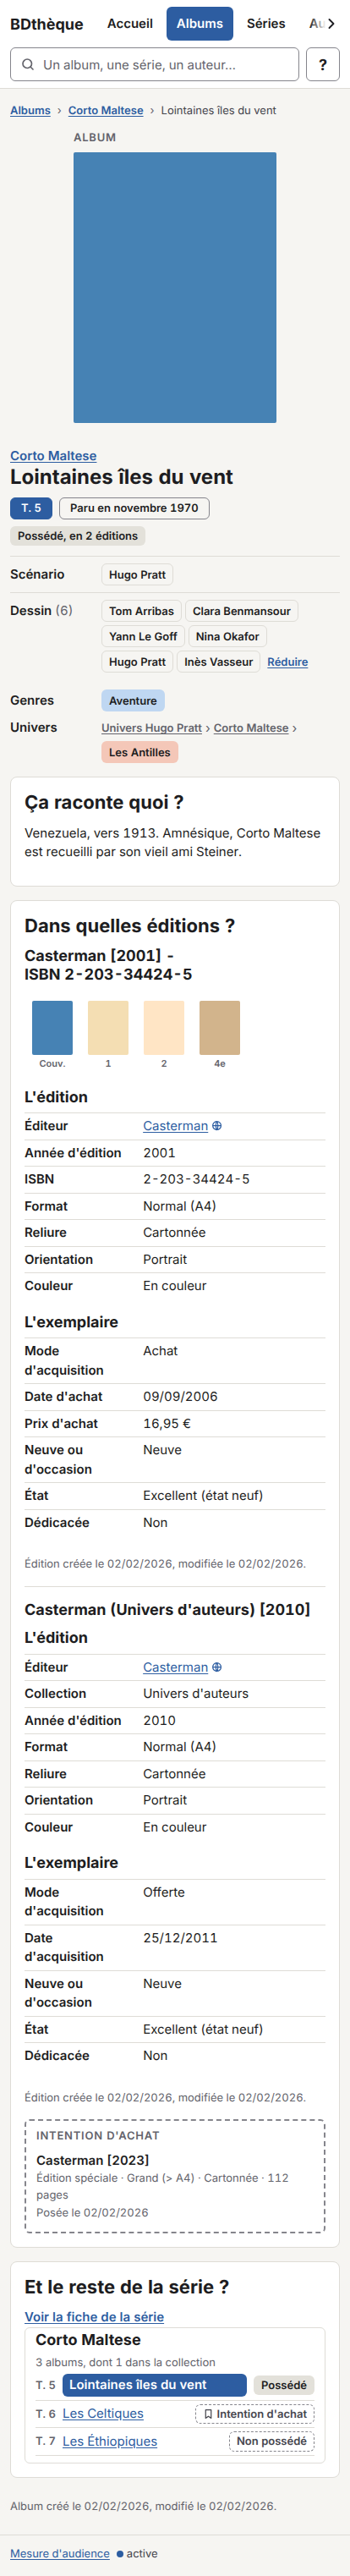 BDthèque Accueil Albums Séries
Un album, une série, un auteur... ?
Albums › Corto Maltese › Lointaines îles du vent
ALBUM
Corto Maltese
Lointaines îles du vent
T. 5 Paru en novembre 1970
Possédé, en 2 éditions
Scénario Hugo Pratt
Dessin (6) Tom Arribas Clara Benmansour
Yann Le Goff Nina Okafor
Hugo Pratt Inès Vasseur Réduire
Genres Aventure
Univers Univers Hugo Pratt › Corto Maltese ›
Les Antilles
Ça raconte quoi ?
Venezuela, vers 1913. Amnésique, Corto Maltese
est recueilli par son vieil ami Steiner.
Dans quelles éditions ?
Casterman [2001] -
ISBN 2-203-34424-5
Couv. 1 2 4e
L'édition
Éditeur Casterman
Année d'édition 2001
ISBN 2-203-34424-5
Format Normal (A4)
Reliure Cartonnée
Orientation Portrait
Couleur En couleur
L'exemplaire
Mode Achat
d'acquisition
Date d'achat 09/09/2006
Prix d'achat 16,95 €
Neuve ou Neuve
d'occasion
État Excellent (état neuf)
Dédicacée Non
Édition créée le 02/02/2026, modifiée le 02/02/2026.
Casterman (Univers d'auteurs) [2010]
L'édition
Éditeur Casterman
Collection Univers d'auteurs
Année d'édition 2010
Format Normal (A4)
Reliure Cartonnée
Orientation Portrait
Couleur En couleur
L'exemplaire
Mode Offerte
d'acquisition
Date 25/12/2011
d'acquisition
Neuve ou Neuve
d'occasion
État Excellent (état neuf)
Dédicacée Non
Édition créée le 02/02/2026, modifiée le 02/02/2026.
INTENTION D'ACHAT
Casterman [2023]
Édition spéciale · Grand (> A4) · Cartonnée · 112
pages
Posée le 02/02/2026
Et le reste de la série ?
Voir la fiche de la série
Corto Maltese
3 albums, dont 1 dans la collection
T. 5 Lointaines îles du vent Possédé
T. 6 Les Celtiques Intention d'achat
T. 7 Les Éthiopiques Non possédé
Album créé le 02/02/2026, modifié le 02/02/2026.
Mesure d'audience active